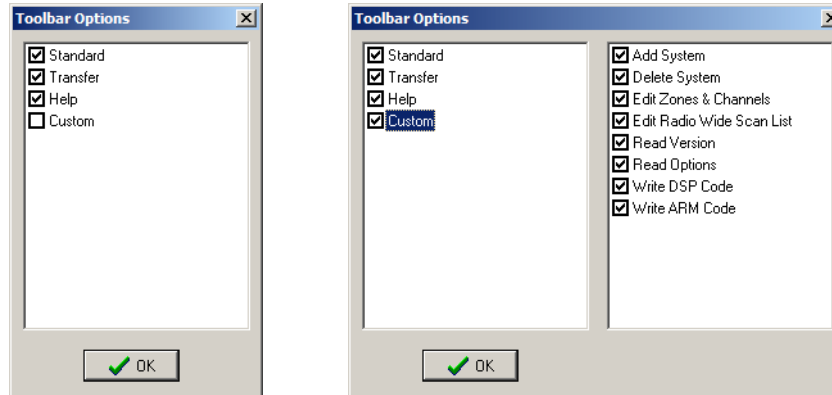 Toolbar Options
Standard
Transfer
Help
Custom
OK
Toolbar Options
Standard
Transfer
Help
Custom
Add System
Delete System
Edit Zones & Channels
Edit Radio Wide Scan List
Read Version
Read Options
Write DSP Code
Write ARM Code
OK